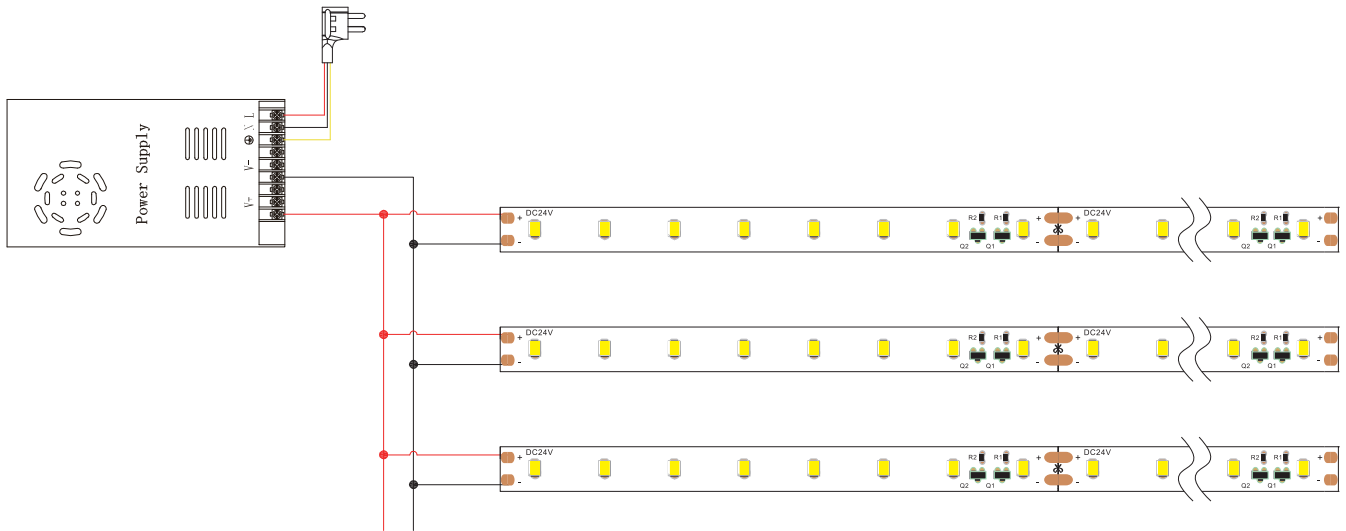 Power Supply
L
N
V-
V+
+ DC24V
R2 R1
+ + DC24V
R2 R1
+
-
Q2 Q1
- -
Q2 Q1
-
+ DC24V
R2 R1
+ + DC24V
R2 R1
+
-
Q2 Q1
- -
Q2 Q1
-
+ DC24V
R2 R1
+ + DC24V
R2 R1
+
-
Q2 Q1
- -
Q2 Q1
-